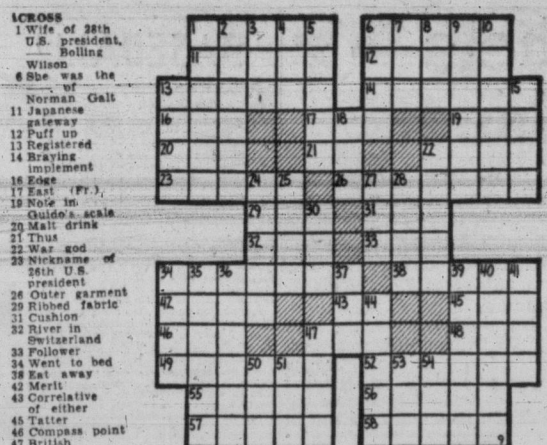 ACROSS
1 Wife of 28th
U.S. president,
—— Bolling
Wilson
6 She was the
—— of
Norman Galt
11 Japanese
gateway
12 Puff up
13 Registered
14 Braying
implement
16 Edge
17 East (Fr.)
19 Note in
Guido's scale
20 Malt drink
21 Thus
22 War god
23 Nickname of
26th U.S.
president
26 Outer garment
29 Ribbed fabric
31 Cushion
32 River in
Switzerland
33 Follower
34 Went to bed
38 Eat away
42 Merit
43 Correlative
of either
45 Tatter
46 Compass point
47 British
1 2 3 4 5 6 7 8 9 10
11 12
13 14 15
16 17 18 19
20 21 22
23 24 25 26 27 28
29 30 31
32 33
34 35 36 37 38 39 40 41
42 43 44 45
46 47 48
49 50 51 52 53 54
55 56
57 58
9